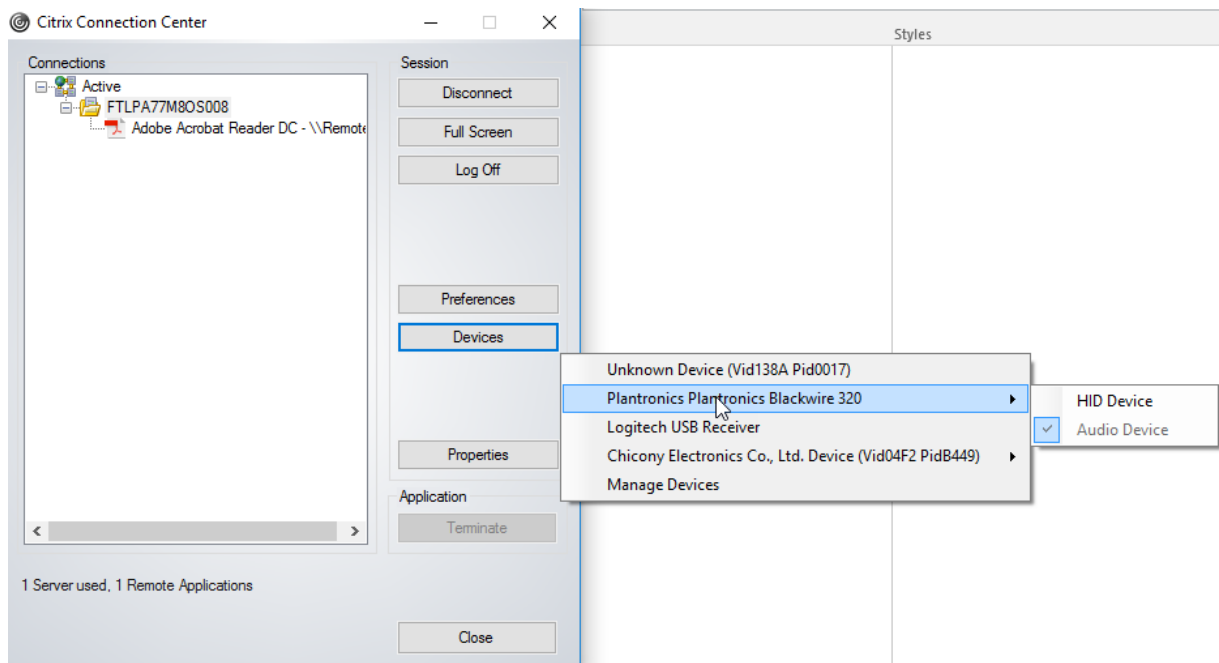 Citrix Connection Center
Styles
Connections
Active
FTLPA77M8OS008
Adobe Acrobat Reader DC - \\Remote
Session
Disconnect
Full Screen
Log Off
Preferences
Devices
Properties
Application
Terminate
Unknown Device (Vid138A Pid0017)
Plantronics Plantronics Blackwire 320
Logitech USB Receiver
Chicony Electronics Co., Ltd. Device (Vid04F2 PidB449)
Manage Devices
HID Device
Audio Device
1 Server used, 1 Remote Applications
Close